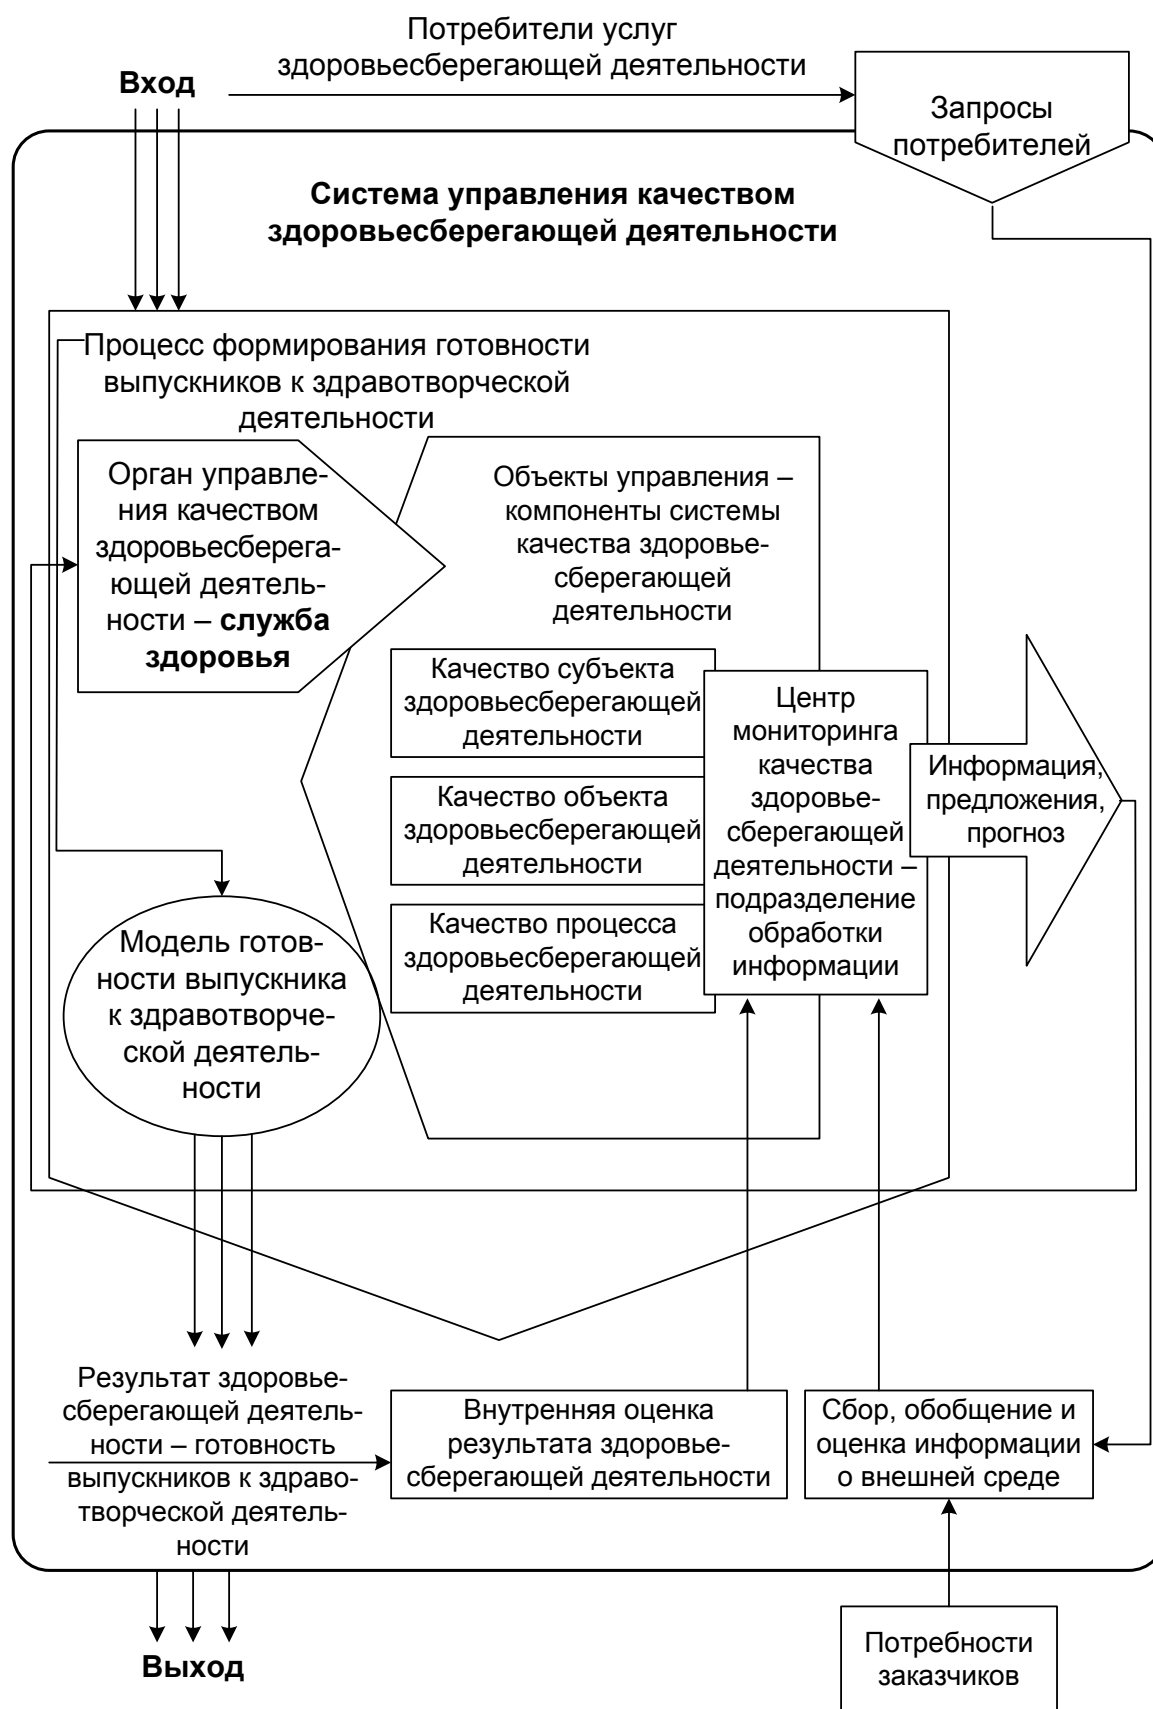 Потребители услуг
здоровьесберегающей деятельности
Вход
Запросы
потребителей
Система управления качеством
здоровьесберегающей деятельности
Процесс формирования готовности
выпускников к здравотворческой
деятельности
Орган управле-
ния качеством
здоровьесберега-
ющей деятель-
ности – служба
здоровья
Объекты управления –
компоненты системы
качества здоровье-
сберегающей
деятельности
Качество субъекта
здоровьесберегающей
деятельности
Качество объекта
здоровьесберегающей
деятельности
Качество процесса
здоровьесберегающей
деятельности
Центр
мониторинга
качества
здоровье-
сберегающей
деятельности –
подразделение
обработки
информации
Информация,
предложения,
прогноз
Модель готов-
ности выпускника
к здравотворче-
ской деятель-
ности
Результат здоровье-
сберегающей деятель-
ности – готовность
выпускников к здраво-
творческой деятель-
ности
Внутренняя оценка
результата здоровье-
сберегающей деятельности
Сбор, обобщение и
оценка информации
о внешней среде
Выход
Потребности
заказчиков